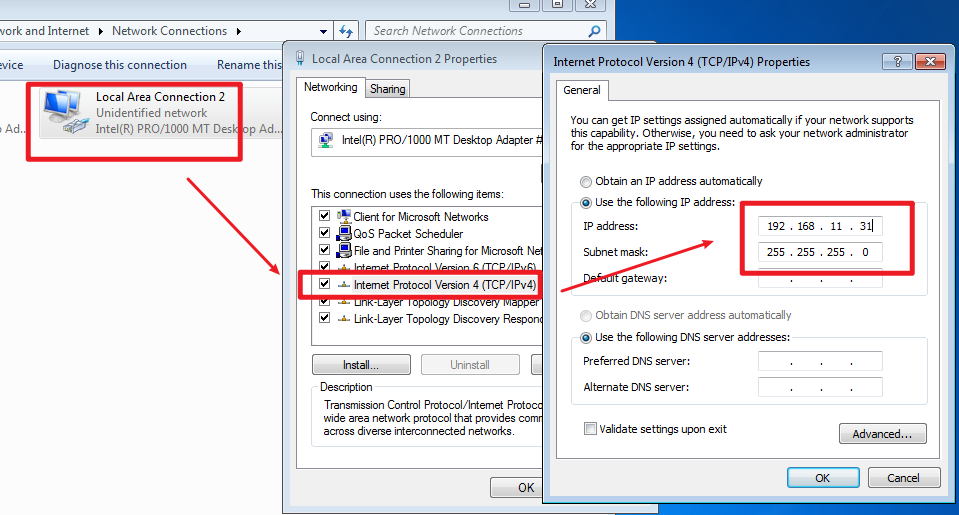 work and Internet Network Connections Search Network Connections
evice Diagnose this connection Rename this
Local Area Connection 2
Unidentified network
Intel(R) PRO/1000 MT Desktop Ad...
Ad...
Local Area Connection 2 Properties
Networking Sharing
Connect using:
Intel(R) PRO/1000 MT Desktop Adapter #
This connection uses the following items:
Client for Microsoft Networks
QoS Packet Scheduler
File and Printer Sharing for Microsoft Net
Internet Protocol Version 6 (TCP/IPv6)
Internet Protocol Version 4 (TCP/IPv4)
Link-Layer Topology Discovery Mapper
Link-Layer Topology Discovery Respon
Install... Uninstall
Description
Transmission Control Protocol/Internet Protoco
wide area network protocol that provides comm
across diverse interconnected networks.
OK
Internet Protocol Version 4 (TCP/IPv4) Properties
General
You can get IP settings assigned automatically if your network supports
this capability. Otherwise, you need to ask your network administrator
for the appropriate IP settings.
Obtain an IP address automatically
Use the following IP address:
IP address: 192 . 168 . 11 . 31
Subnet mask: 255 . 255 . 255 . 0
Default gateway: . . .
Obtain DNS server address automatically
Use the following DNS server addresses:
Preferred DNS server: . . .
Alternate DNS server: . . .
Validate settings upon exit
Advanced...
OK Cancel